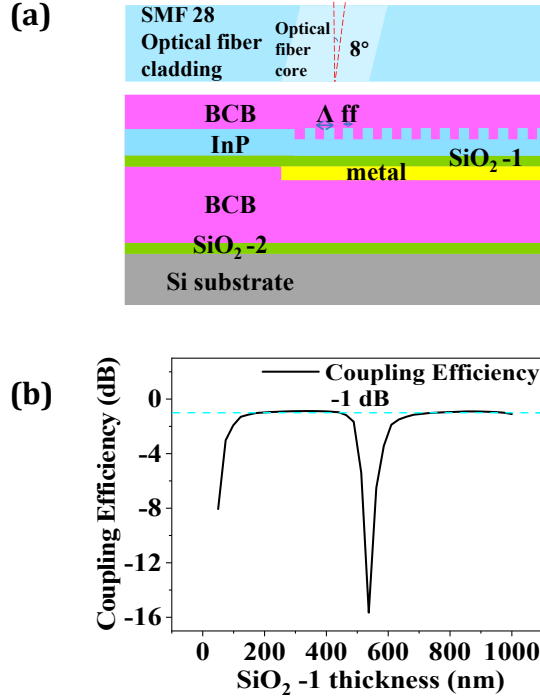 (a)
SMF 28
Optical fiber
cladding
Optical
fiber
core
8°
BCB
Λ ff
InP
SiO₂-1
metal
BCB
SiO₂-2
Si substrate
(b)
Coupling Efficiency
-1 dB
Coupling Efficiency (dB)
0
-4
-8
-12
-16
0 200 400 600 800 1000
SiO₂ -1 thickness (nm)